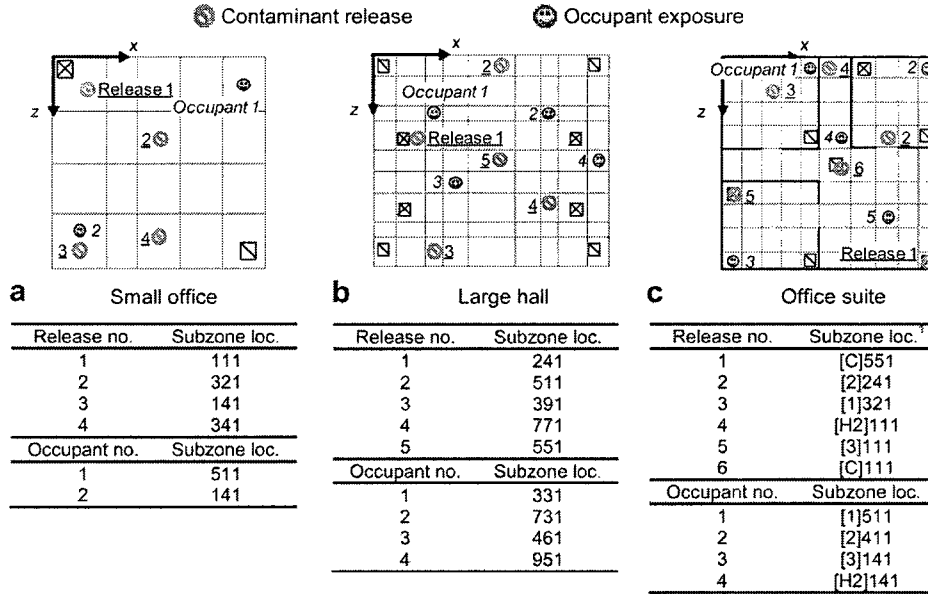 Contaminant release
Occupant exposure
x
z
Release 1
Occupant 1
2
2
3
4
x
z
2
Occupant 1
2
Release 1
5
4
3
4
3
x
z
Occupant 1
4
2
3
4
2
6
5
5
3
Release 1
a Small office
Release no. Subzone loc.
1 111
2 321
3 141
4 341
Occupant no. Subzone loc.
1 511
2 141
b Large hall
Release no. Subzone loc.
1 241
2 511
3 391
4 771
5 551
Occupant no. Subzone loc.
1 331
2 731
3 461
4 951
c Office suite
Release no. Subzone loc.1
1 [C]551
2 [2]241
3 [1]321
4 [H2]111
5 [3]111
6 [C]111
Occupant no. Subzone loc.
1 [1]511
2 [2]411
3 [3]141
4 [H2]141